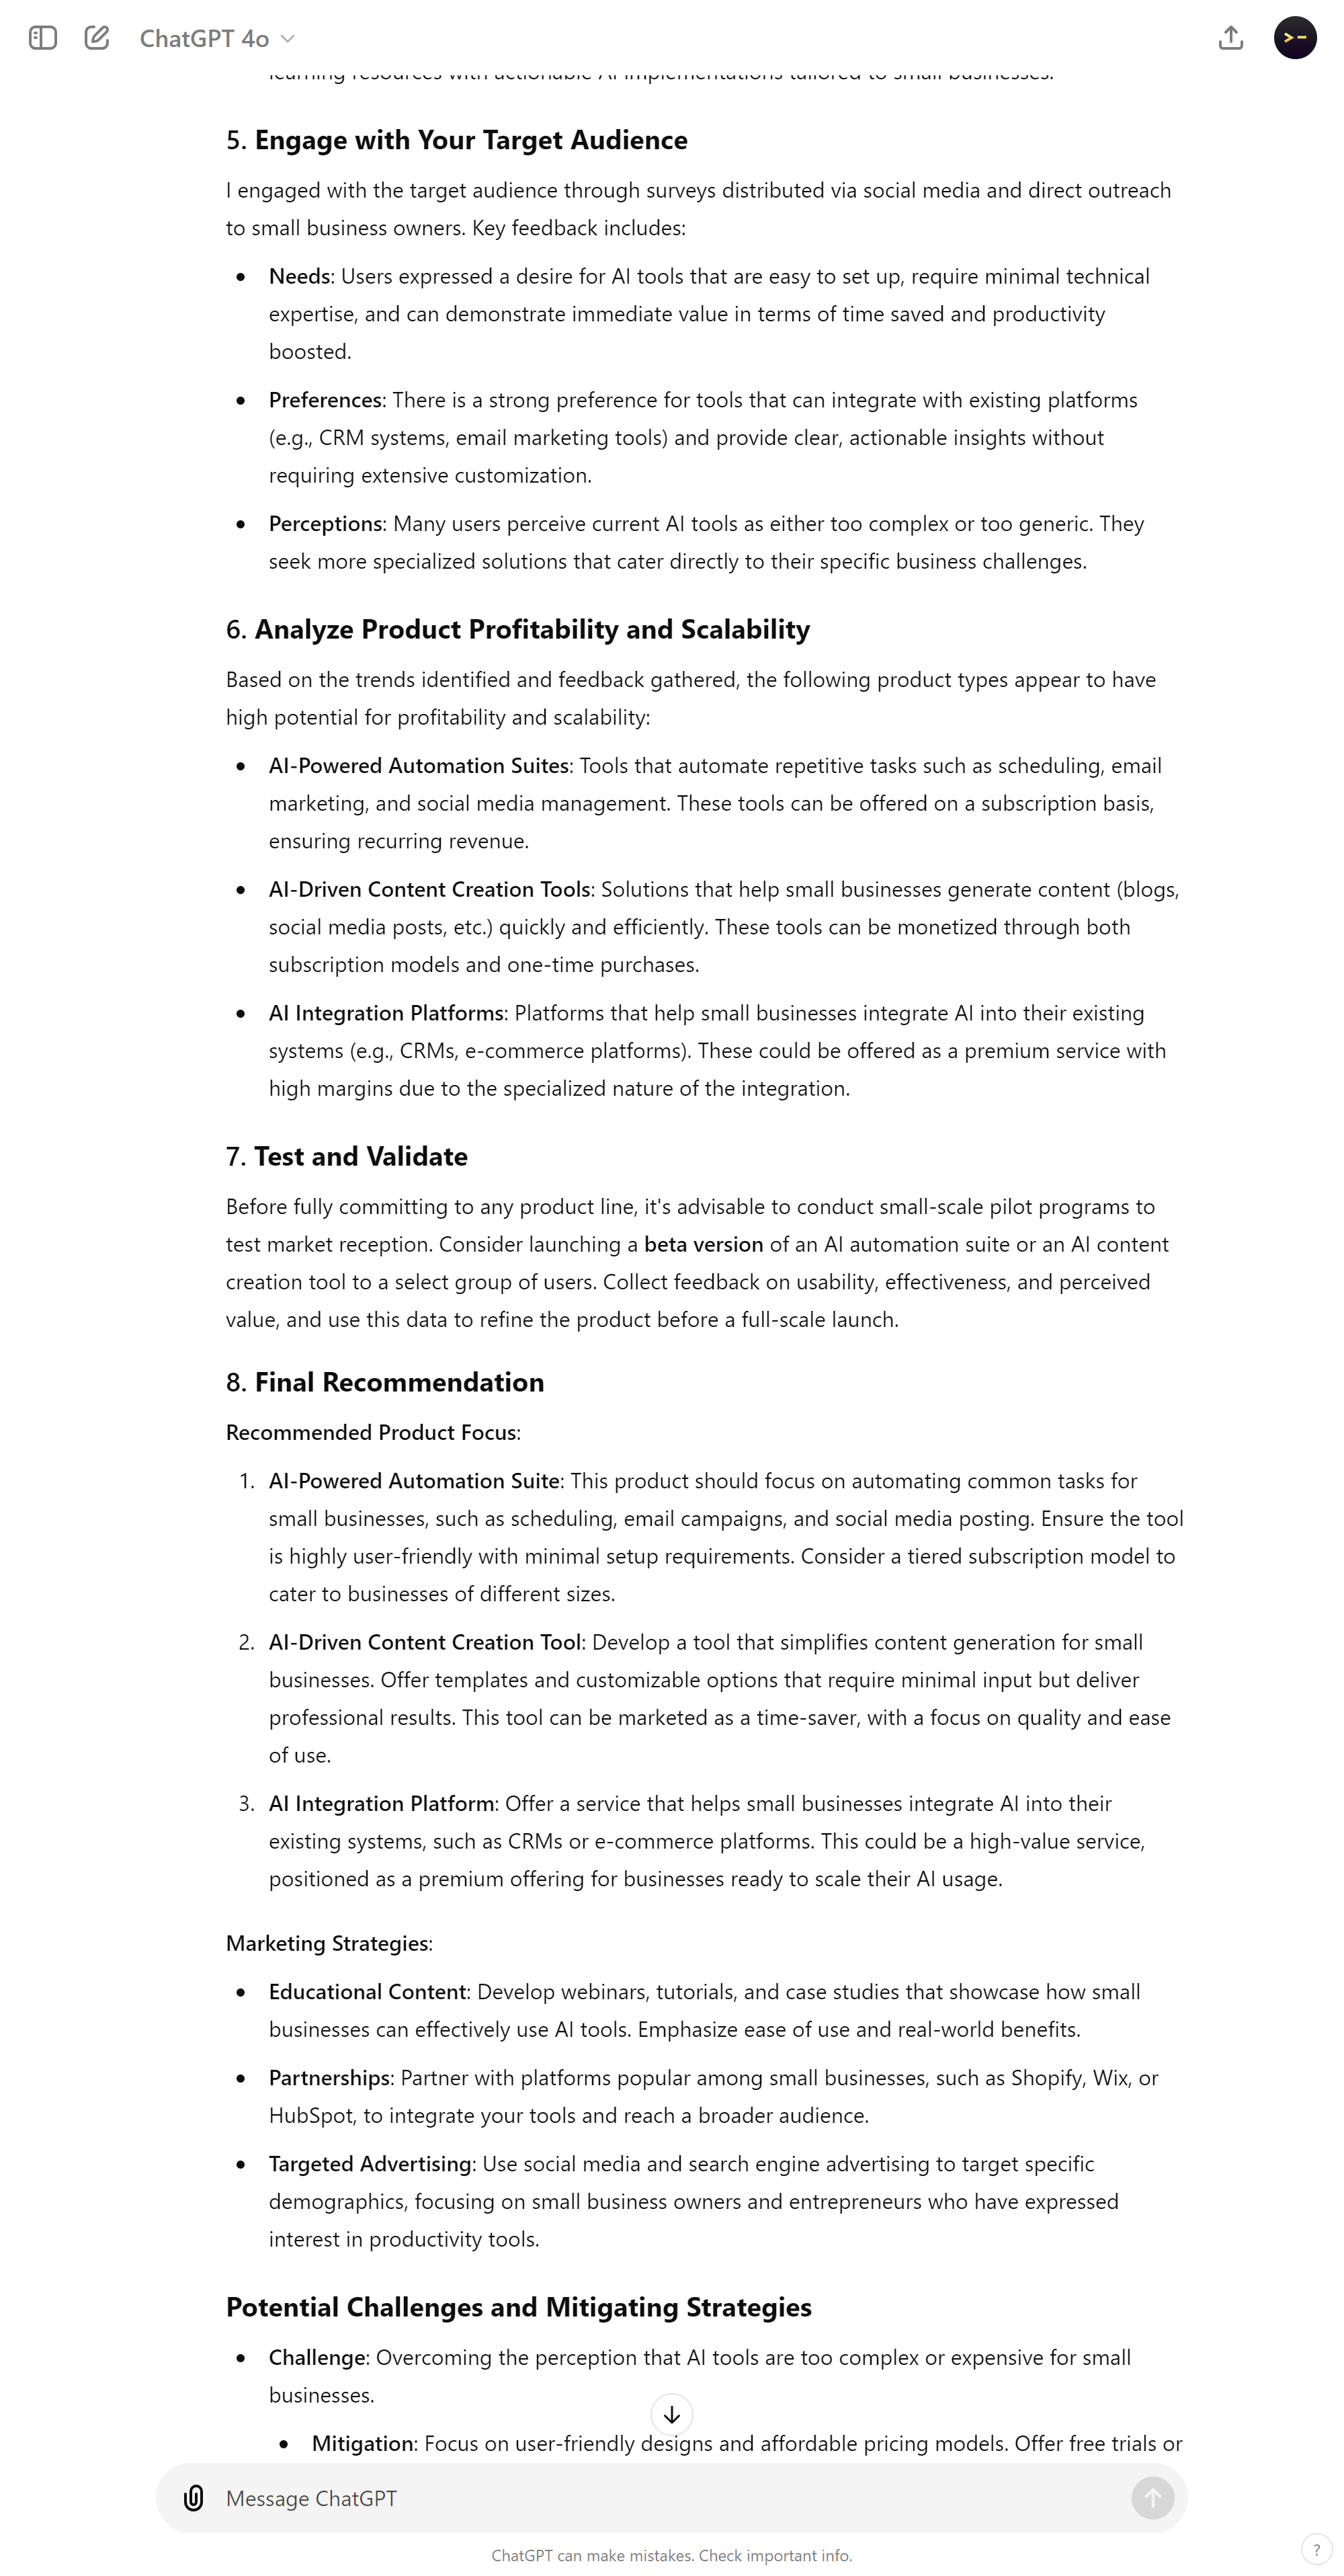 ChatGPT 4o
learning resources with actionable AI implementations tailored to small businesses.
5. Engage with Your Target Audience
I engaged with the target audience through surveys distributed via social media and direct outreach
to small business owners. Key feedback includes:
• Needs: Users expressed a desire for AI tools that are easy to set up, require minimal technical
expertise, and can demonstrate immediate value in terms of time saved and productivity
boosted.
• Preferences: There is a strong preference for tools that can integrate with existing platforms
(e.g., CRM systems, email marketing tools) and provide clear, actionable insights without
requiring extensive customization.
• Perceptions: Many users perceive current AI tools as either too complex or too generic. They
seek more specialized solutions that cater directly to their specific business challenges.
6. Analyze Product Profitability and Scalability
Based on the trends identified and feedback gathered, the following product types appear to have
high potential for profitability and scalability:
• AI-Powered Automation Suites: Tools that automate repetitive tasks such as scheduling, email
marketing, and social media management. These tools can be offered on a subscription basis,
ensuring recurring revenue.
• AI-Driven Content Creation Tools: Solutions that help small businesses generate content (blogs,
social media posts, etc.) quickly and efficiently. These tools can be monetized through both
subscription models and one-time purchases.
• AI Integration Platforms: Platforms that help small businesses integrate AI into their existing
systems (e.g., CRMs, e-commerce platforms). These could be offered as a premium service with
high margins due to the specialized nature of the integration.
7. Test and Validate
Before fully committing to any product line, it's advisable to conduct small-scale pilot programs to
test market reception. Consider launching a beta version of an AI automation suite or an AI content
creation tool to a select group of users. Collect feedback on usability, effectiveness, and perceived
value, and use this data to refine the product before a full-scale launch.
8. Final Recommendation
Recommended Product Focus:
1. AI-Powered Automation Suite: This product should focus on automating common tasks for
small businesses, such as scheduling, email campaigns, and social media posting. Ensure the tool
is highly user-friendly with minimal setup requirements. Consider a tiered subscription model to
cater to businesses of different sizes.
2. AI-Driven Content Creation Tool: Develop a tool that simplifies content generation for small
businesses. Offer templates and customizable options that require minimal input but deliver
professional results. This tool can be marketed as a time-saver, with a focus on quality and ease
of use.
3. AI Integration Platform: Offer a service that helps small businesses integrate AI into their
existing systems, such as CRMs or e-commerce platforms. This could be a high-value service,
positioned as a premium offering for businesses ready to scale their AI usage.
Marketing Strategies:
• Educational Content: Develop webinars, tutorials, and case studies that showcase how small
businesses can effectively use AI tools. Emphasize ease of use and real-world benefits.
• Partnerships: Partner with platforms popular among small businesses, such as Shopify, Wix, or
HubSpot, to integrate your tools and reach a broader audience.
• Targeted Advertising: Use social media and search engine advertising to target specific
demographics, focusing on small business owners and entrepreneurs who have expressed
interest in productivity tools.
Potential Challenges and Mitigating Strategies
• Challenge: Overcoming the perception that AI tools are too complex or expensive for small
businesses.
• Mitigation: Focus on user-friendly designs and affordable pricing models. Offer free trials or
Message ChatGPT
ChatGPT can make mistakes. Check important info.
?